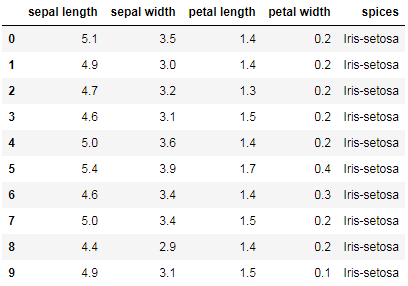 sepal length sepal width petal length petal width spices
0 5.1 3.5 1.4 0.2 Iris-setosa
1 4.9 3.0 1.4 0.2 Iris-setosa
2 4.7 3.2 1.3 0.2 Iris-setosa
3 4.6 3.1 1.5 0.2 Iris-setosa
4 5.0 3.6 1.4 0.2 Iris-setosa
5 5.4 3.9 1.7 0.4 Iris-setosa
6 4.6 3.4 1.4 0.3 Iris-setosa
7 5.0 3.4 1.5 0.2 Iris-setosa
8 4.4 2.9 1.4 0.2 Iris-setosa
9 4.9 3.1 1.5 0.1 Iris-setosa